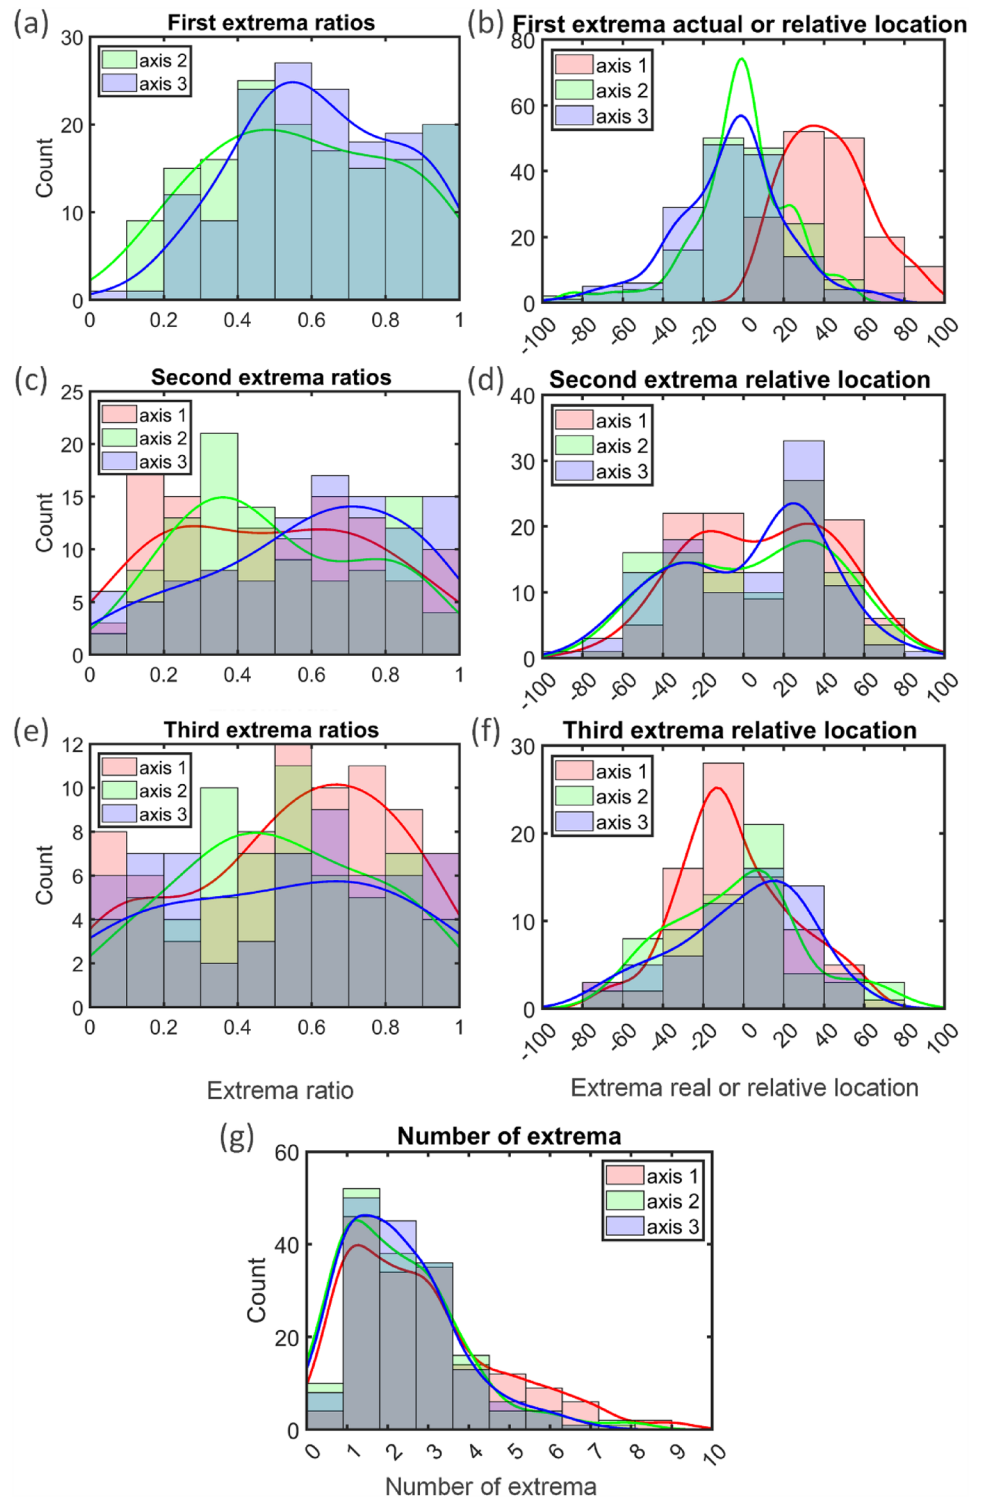 (a) First extrema ratios
30
20
10
0
Count
axis 2
axis 3
0 0.2 0.4 0.6 0.8 1
(b) First extrema actual or relative location
80
60
40
20
0
axis 1
axis 2
axis 3
-100 -80 -60 -40 -20 0 20 40 60 80 100
(c) Second extrema ratios
25
20
15
10
5
0
Count
axis 1
axis 2
axis 3
0 0.2 0.4 0.6 0.8 1
(d) Second extrema relative location
40
30
20
10
0
axis 1
axis 2
axis 3
-100 -80 -60 -40 -20 0 20 40 60 80 100
(e) Third extrema ratios
12
10
8
6
4
2
0
Count
axis 1
axis 2
axis 3
0 0.2 0.4 0.6 0.8 1
Extrema ratio
(f) Third extrema relative location
30
20
10
0
axis 1
axis 2
axis 3
-100 -80 -60 -40 -20 0 20 40 60 80 100
Extrema real or relative location
(g) Number of extrema
60
40
20
0
Count
axis 1
axis 2
axis 3
0 1 2 3 4 5 6 7 8 9 10
Number of extrema